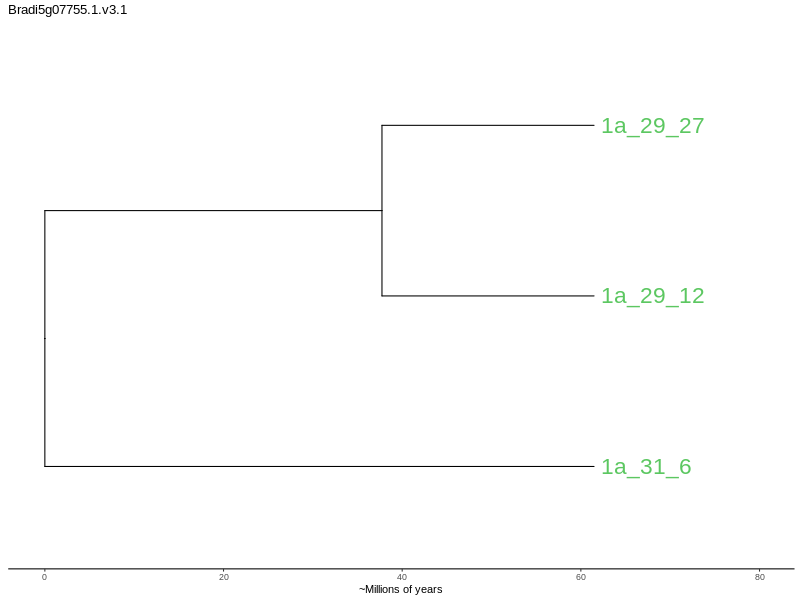 Bradi5g07755.1.v3.1
1a_29_27
1a_29_12
1a_31_6
0 20 40 60 80
~Millions of years